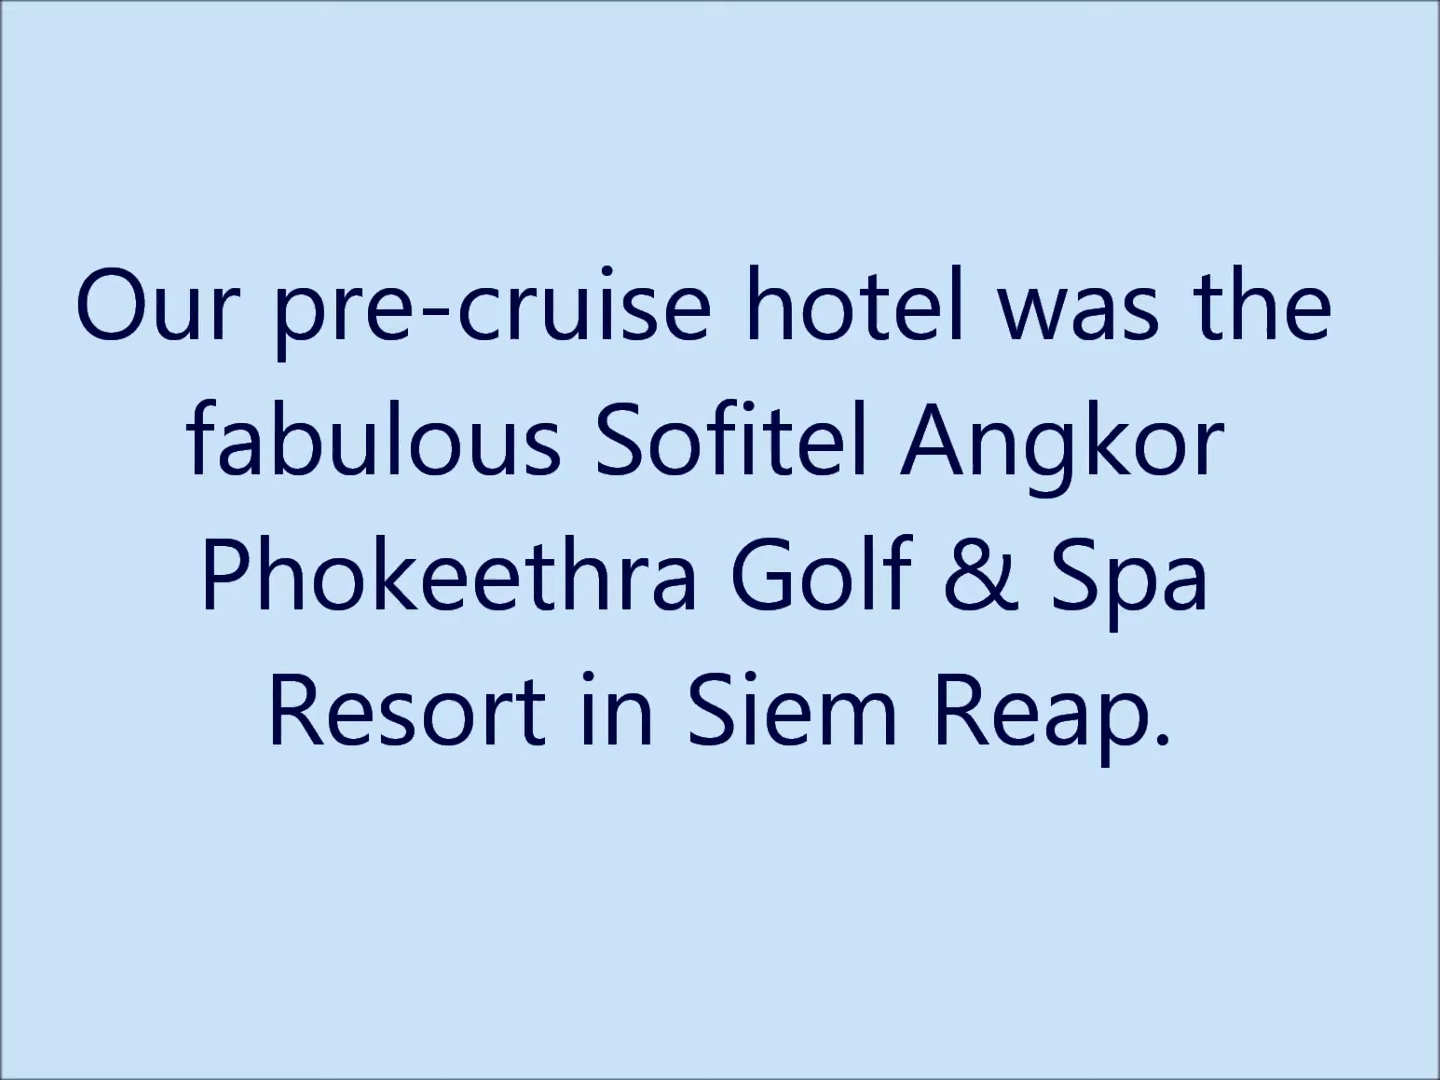 Our pre-cruise hotel was the
fabulous Sofitel Angkor
Phokeethra Golf & Spa
Resort in Siem Reap.